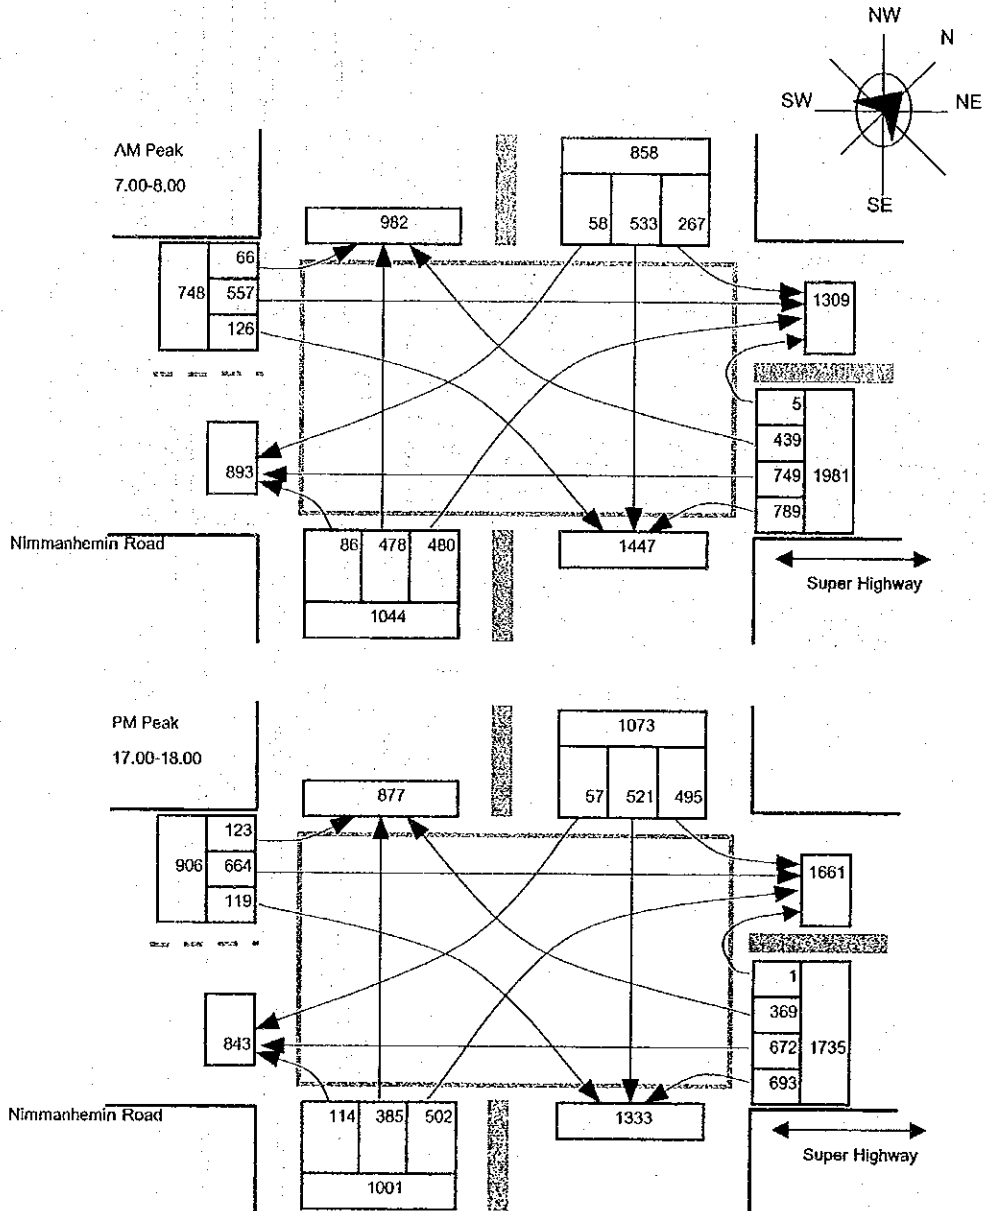 NW
N
SW
NE
SE
AM Peak
7.00-8.00
858
58 533 267
982
66
748 557
126
1309
5
439
749 1981
789
893
Nimmanhemin Road
86 478 480
1044
1447
Super Highway
PM Peak
17.00-18.00
1073
57 521 495
877
123
906 664
119
1661
1
369
672 1735
693
843
Nimmanhemin Road
114 385 502
1001
1333
Super Highway